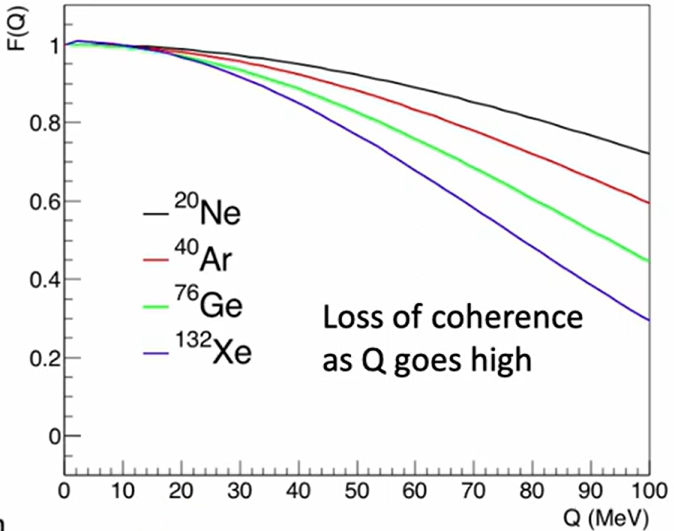 F(Q)
1
0.8
0.6
0.4
0.2
0
20Ne
40Ar
76Ge
132Xe
Loss of coherence
as Q goes high
0 10 20 30 40 50 60 70 80 90 100
Q (MeV)